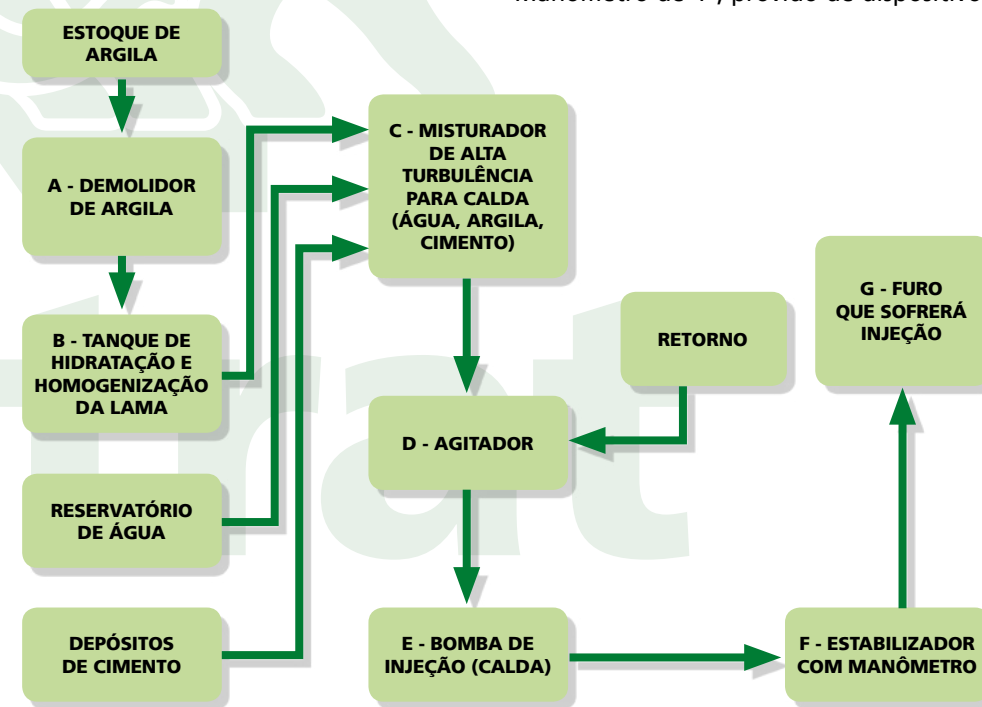 Manômetro de 4", provido de dispositivo
ESTOQUE DE
ARGILA
A - DEMOLIDOR
DE ARGILA
B - TANQUE DE
HIDRATAÇÃO E
HOMOGENIZAÇÃO
DA LAMA
RESERVATÓRIO
DE ÁGUA
DEPÓSITOS
DE CIMENTO
C - MISTURADOR
DE ALTA
TURBULÊNCIA
PARA CALDA
(ÁGUA, ARGILA,
CIMENTO)
D - AGITADOR
RETORNO
E - BOMBA DE
INJEÇÃO (CALDA)
F - ESTABILIZADOR
COM MANÔMETRO
G - FURO
QUE SOFRERÁ
INJEÇÃO